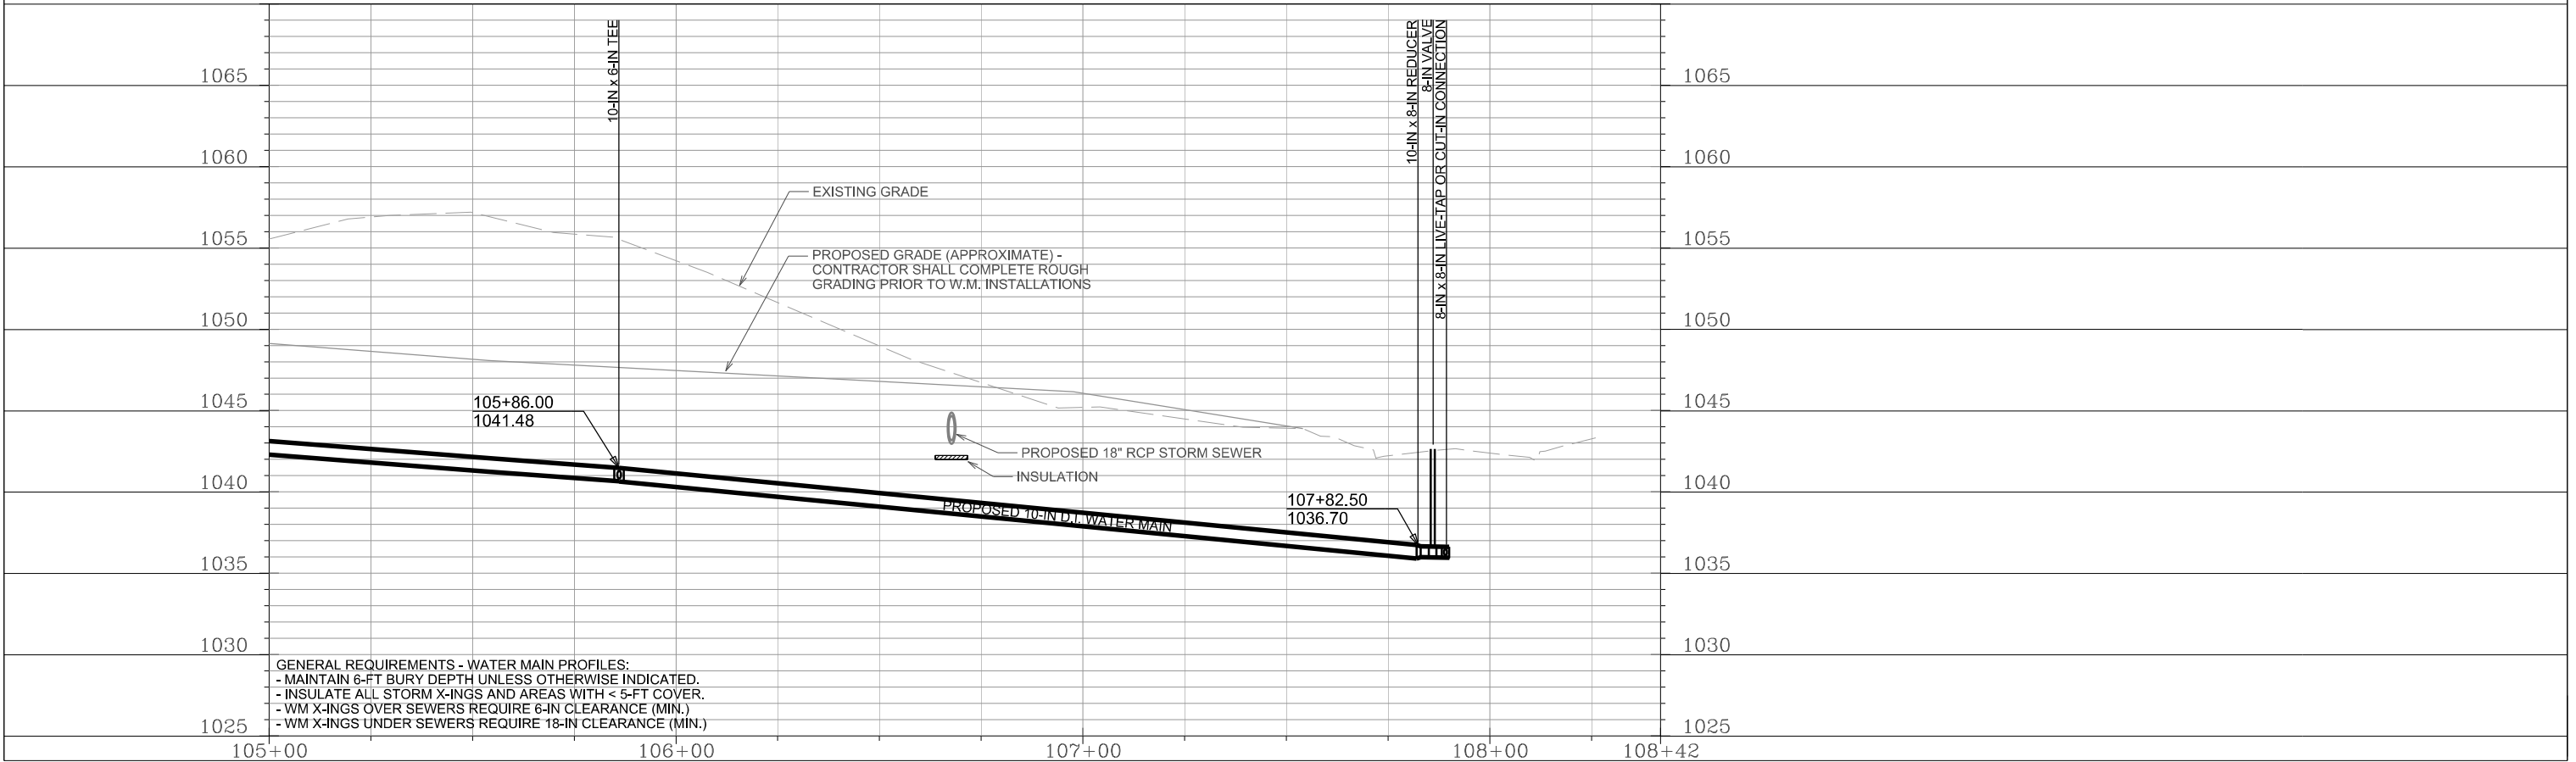 10-IN x 6-IN TEE
10-IN x 8-IN REDUCER
8-IN VALVE
8-IN x 8-IN LIVE-TAP OR CUT-IN CONNECTION
1065
1065
1060
1060
EXISTING GRADE
1055
1055
PROPOSED GRADE (APPROXIMATE) -
CONTRACTOR SHALL COMPLETE ROUGH
GRADING PRIOR TO W.M. INSTALLATIONS
1050
1050
1045
1045
105+86.00
1041.48
PROPOSED 18" RCP STORM SEWER
INSULATION
1040
1040
107+82.50
1036.70
PROPOSED 10-IN D.I. WATER MAIN
1035
1035
1030
1030
GENERAL REQUIREMENTS - WATER MAIN PROFILES:
- MAINTAIN 6-FT BURY DEPTH UNLESS OTHERWISE INDICATED.
- INSULATE ALL STORM X-INGS AND AREAS WITH < 5-FT COVER.
- WM X-INGS OVER SEWERS REQUIRE 6-IN CLEARANCE (MIN.)
- WM X-INGS UNDER SEWERS REQUIRE 18-IN CLEARANCE (MIN.)
1025
1025
105+00
106+00
107+00
108+00
108+42